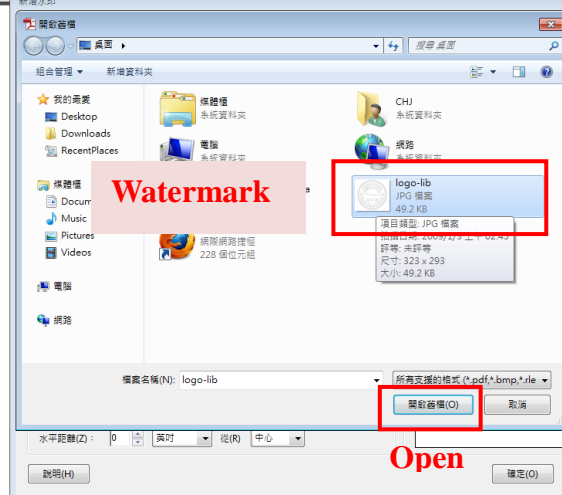 新增水印
開啟舊檔
桌面
搜尋 桌面
組合管理 新增資料夾
我的最愛
Desktop
Downloads
RecentPlaces
媒體櫃
Docum
Music
Pictures
Videos
電腦
網路
媒體櫃
系統資料夾
CHJ
系統資料夾
電腦
系統資料夾
網路
系統資料夾
Watermark
a
logo-lib
JPG 檔案
49.2 KB
網際網路捷徑
228 個位元組
項目類型: JPG 檔案
評等: 未評等
尺寸: 323 x 293
大小: 49.2 KB
檔案名稱(N): logo-lib
所有支援的格式 (*.pdf,*.bmp,*.rle
開啟舊檔(O) 取消
水平距離(Z): 0 英吋 從(R) 中心
Open
說明(H) 確定(O)